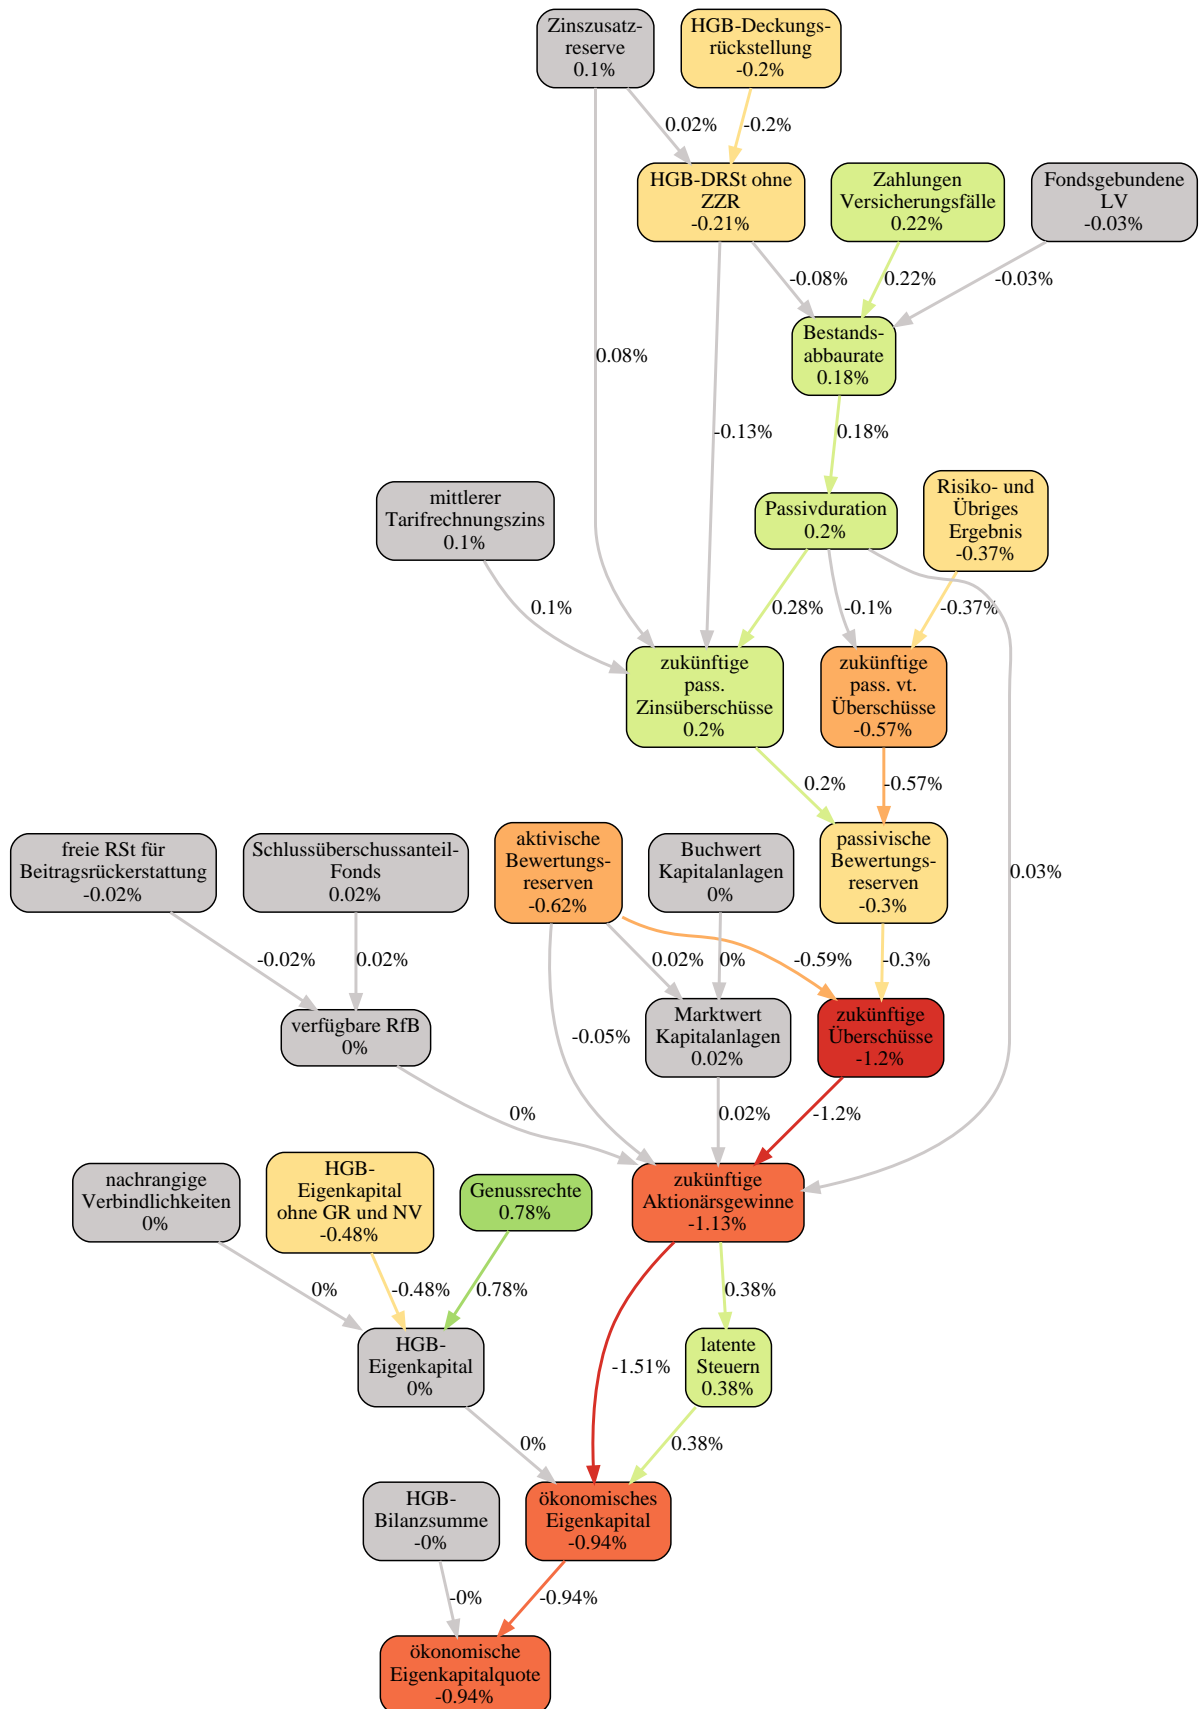 Zinszusatz-
reserve
0.1%
HGB-Deckungs-
rückstellung
-0.2%
0.02%
-0.2%
HGB-DRSt ohne
ZZR
-0.21%
Zahlungen
Versicherungsfälle
0.22%
Fondsgebundene
LV
-0.03%
-0.08%
0.22%
-0.03%
Bestands-
abbaurate
0.18%
0.08%
-0.13%
0.18%
mittlerer
Tarifrechnungszins
0.1%
Passivduration
0.2%
Risiko- und
Übriges
Ergebnis
-0.37%
0.1%
0.28%
-0.1%
-0.37%
zukünftige
pass.
Zinsüberschüsse
0.2%
zukünftige
pass. vt.
Überschüsse
-0.57%
0.2%
-0.57%
0.03%
freie RSt für
Beitragsrückerstattung
-0.02%
Schlussüberschussanteil-
Fonds
0.02%
aktivische
Bewertungs-
reserven
-0.62%
Buchwert
Kapitalanlagen
0%
passivische
Bewertungs-
reserven
-0.3%
-0.02%
0.02%
0.02%
0%
-0.59%
-0.3%
verfügbare RfB
0%
-0.05%
Marktwert
Kapitalanlagen
0.02%
zukünftige
Überschüsse
-1.2%
0%
0.02%
-1.2%
nachrangige
Verbindlichkeiten
0%
HGB-
Eigenkapital
ohne GR und NV
-0.48%
Genussrechte
0.78%
zukünftige
Aktionärsgewinne
-1.13%
0%
-0.48%
0.78%
0.38%
HGB-
Eigenkapital
0%
-1.51%
latente
Steuern
0.38%
0%
0.38%
HGB-
Bilanzsumme
-0%
ökonomisches
Eigenkapital
-0.94%
-0%
-0.94%
ökonomische
Eigenkapitalquote
-0.94%